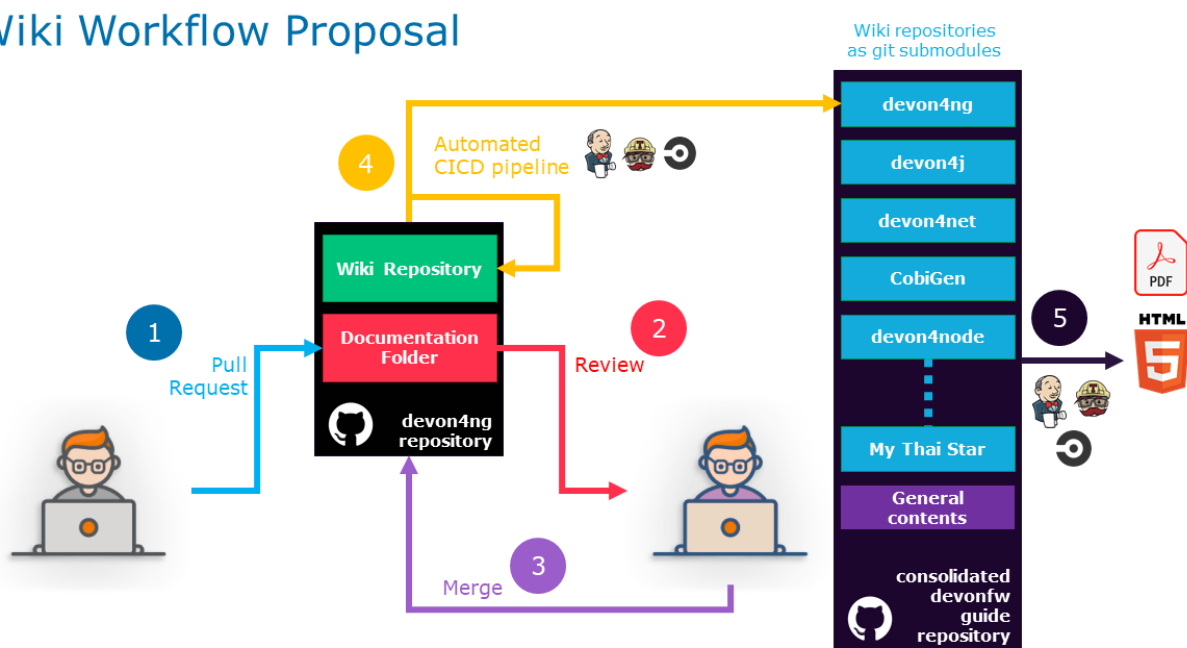 Wiki Workflow Proposal
Wiki repositories
as git submodules
devon4ng
4
Automated
CICD pipeline
devon4j
devon4net
Wiki Repository
CobiGen
PDF
1
Pull
Request
Documentation
Folder
2
Review
devon4node
5
HTML
devon4ng
repository
My Thai Star
General
contents
3
Merge
consolidated
devonfw
guide
repository